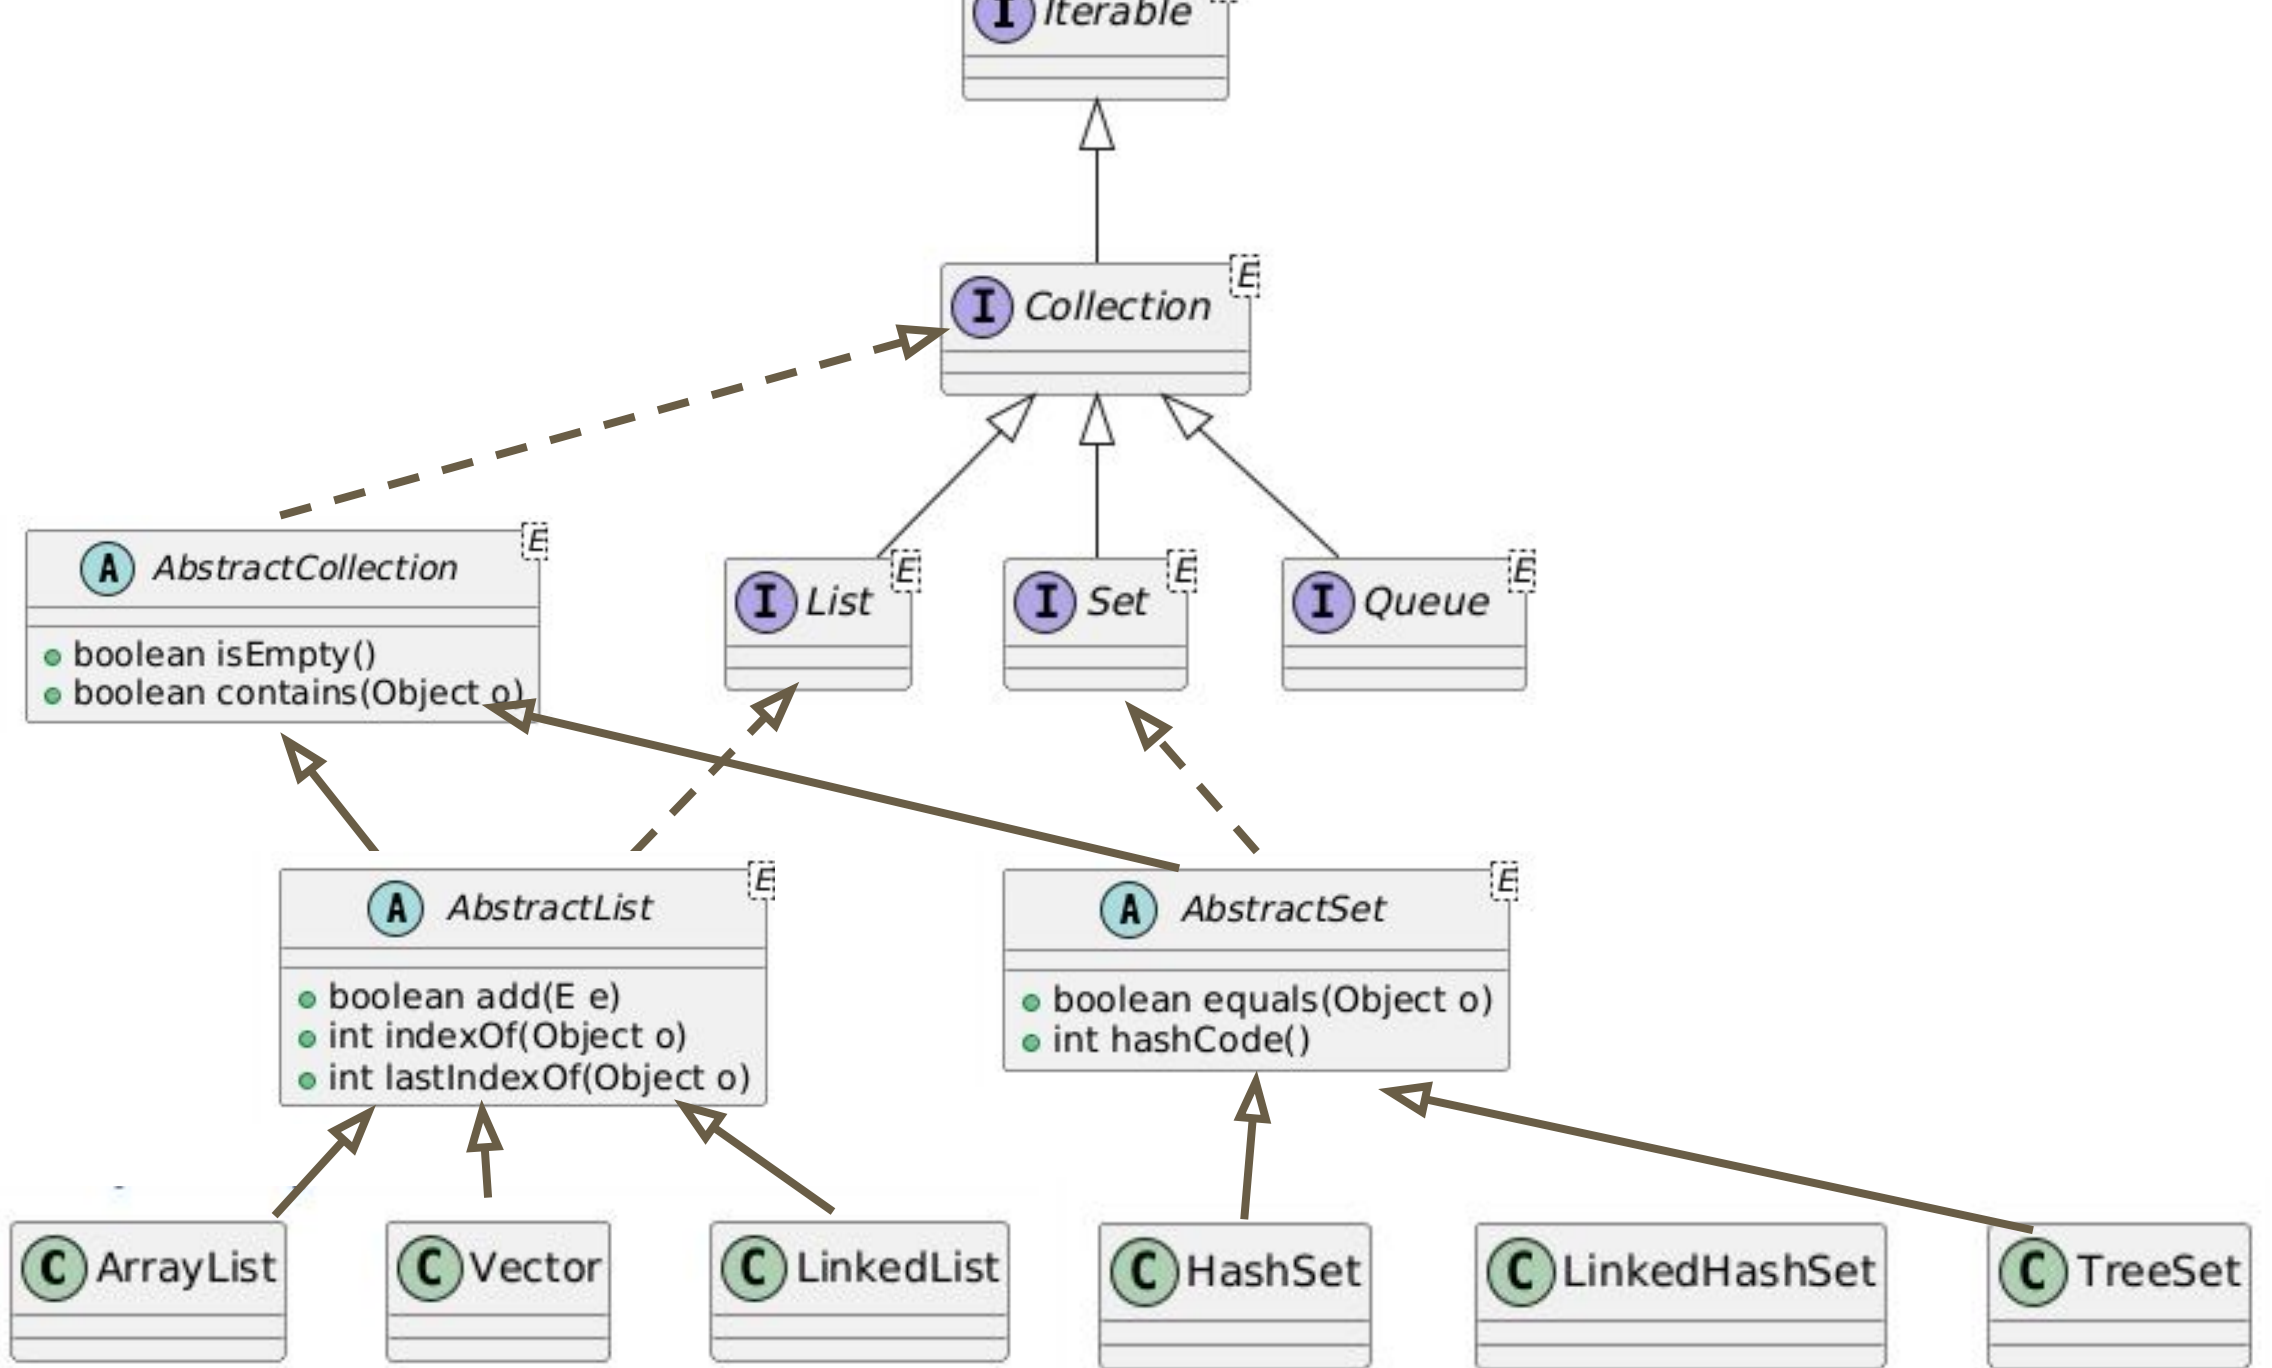 I Iterable
E
I Collection
E
A AbstractCollection
E
boolean isEmpty()
boolean contains(Object o)
I List
E
I Set
E
I Queue
E
A AbstractList
E
boolean add(E e)
int indexOf(Object o)
int lastIndexOf(Object o)
A AbstractSet
E
boolean equals(Object o)
int hashCode()
C ArrayList
C Vector
C LinkedList
C HashSet
C LinkedHashSet
C TreeSet